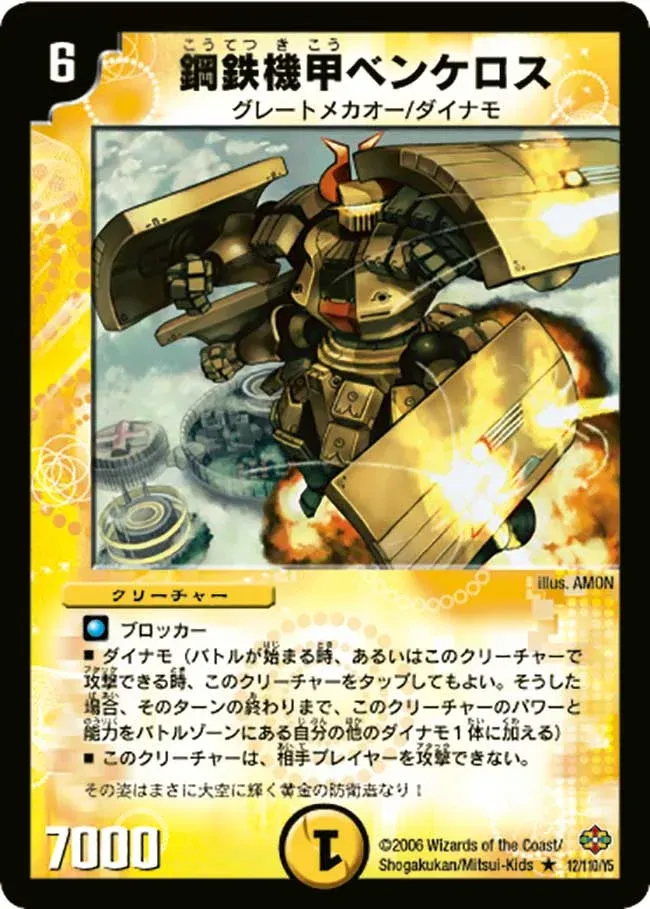 6
こうてつきこう
鋼鉄機甲ベンケロス
グレートメカオー/ダイナモ
illus. AMON
クリーチャー
ブロッカー
■ ダイナモ（バトルが始まる時、あるいはこのクリーチャーで
攻撃できる時、このクリーチャーをタップしてもよい。そうした
場合、そのターンの終わりまで、このクリーチャーのパワーと
能力をバトルゾーンにある自分の他のダイナモ１体に加える）
■ このクリーチャーは、相手プレイヤーを攻撃できない。
その姿はまさに大空に輝く黄金の防衛なり！
7000
1
©2006 Wizards of the Coast/
Shogakukan/Mitsui-Kids ★ 12/110/Y5